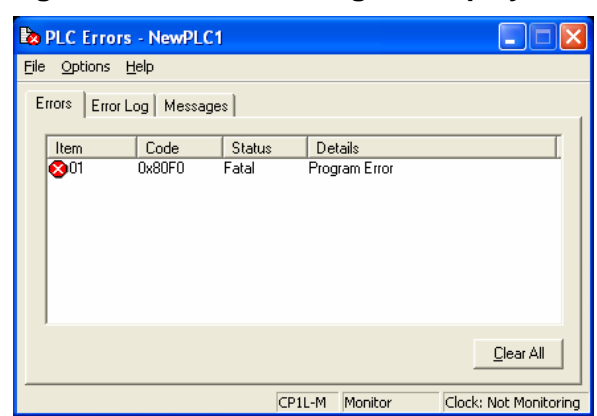 PLC Errors - NewPLC1
File Options Help
Errors Error Log Messages
Item Code Status Details
01 0x80F0 Fatal Program Error
Clear All
CP1L-M Monitor Clock: Not Monitoring